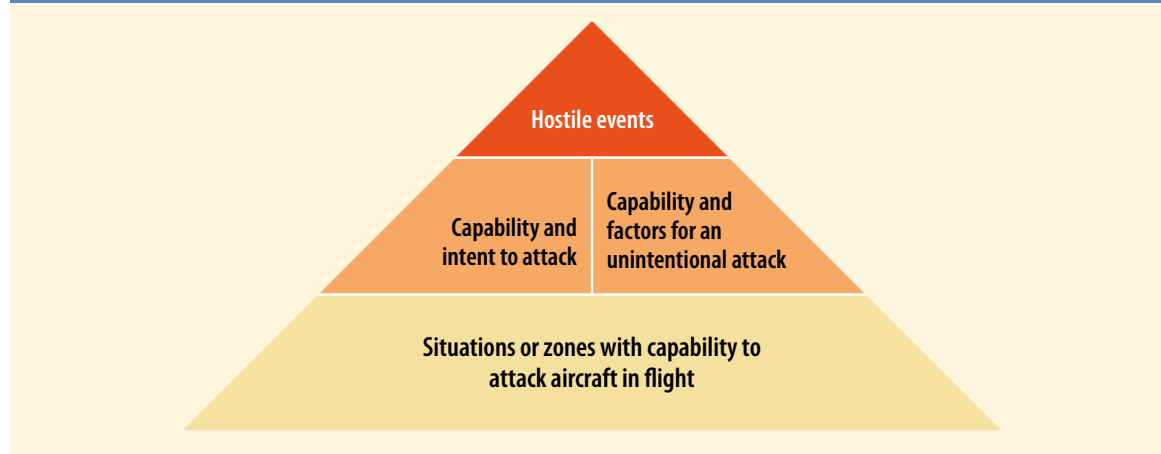 Hostile events
Capability and
intent to attack
Capability and
factors for an
unintentional attack
Situations or zones with capability to
attack aircraft in flight